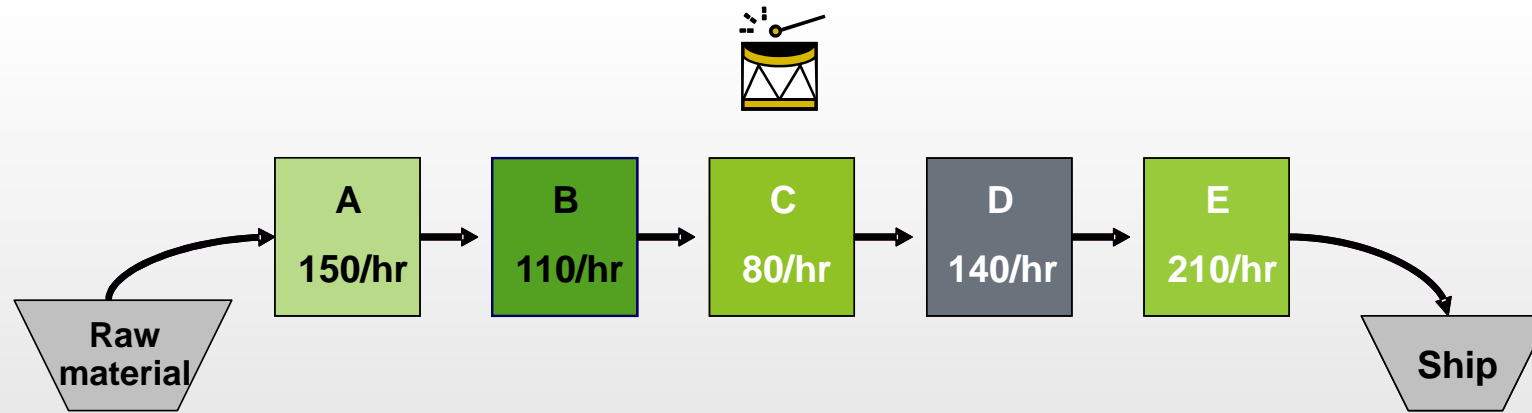 A
150/hr
B
110/hr
C
80/hr
D
140/hr
E
210/hr
Raw
material
Ship